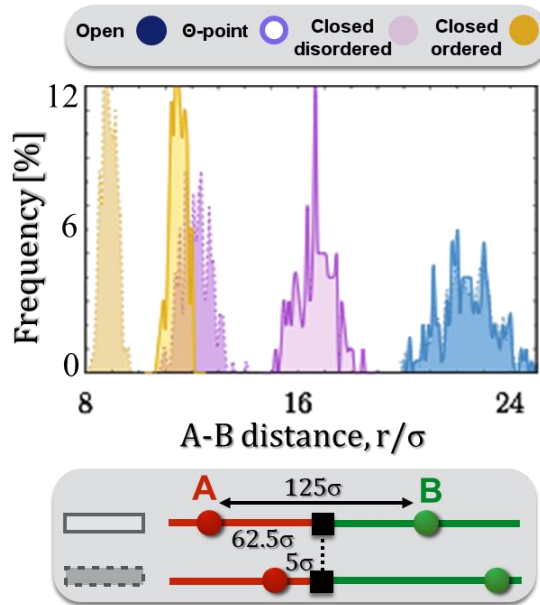 Open Θ-point Closed disordered Closed ordered
12
6
0
Frequency [%]
8 16 24
A-B distance, r/σ
A 125σ B
62.5σ
5σ